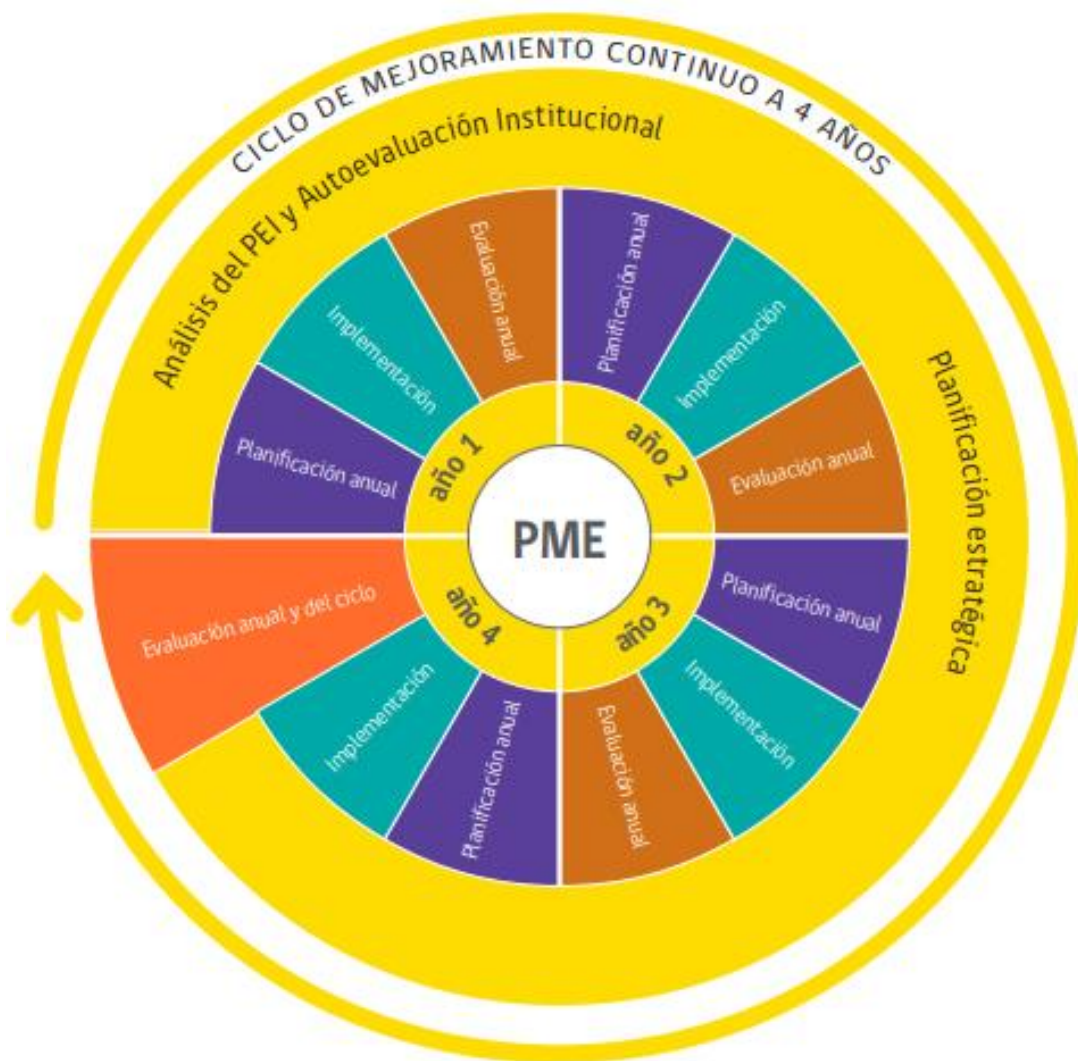 CICLO DE MEJORAMIENTO CONTINUO A 4 AÑOS
Análisis del PEI y Autoevaluación Institucional
Planificación estratégica
PME
año 1
Planificación anual
Implementación
Evaluación anual
año 2
Planificación anual
Implementación
Evaluación anual
año 3
Planificación anual
Implementación
Evaluación anual
año 4
Planificación anual
Implementación
Evaluación anual y del ciclo